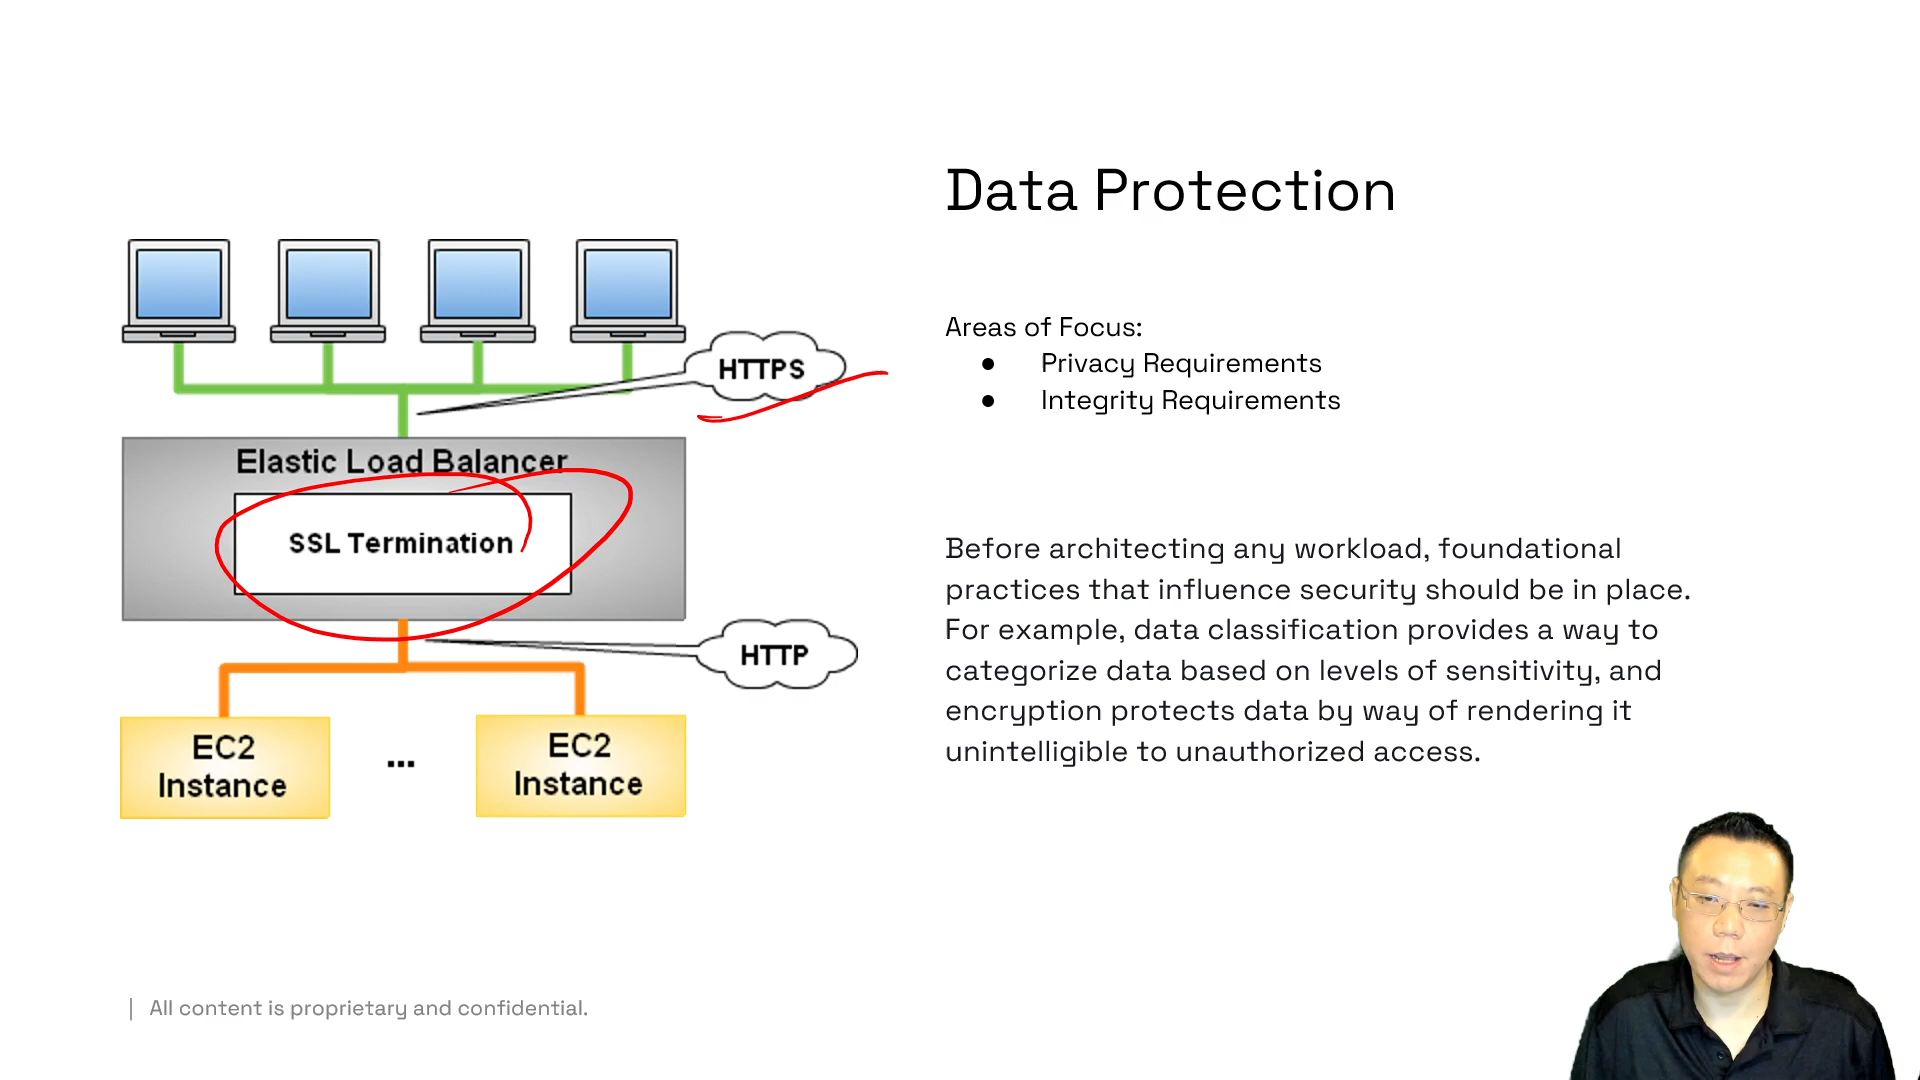 Data Protection
Areas of Focus:
● Privacy Requirements
● Integrity Requirements
Before architecting any workload, foundational
practices that influence security should be in place.
For example, data classification provides a way to
categorize data based on levels of sensitivity, and
encryption protects data by way of rendering it
unintelligible to unauthorized access.
HTTPS
Elastic Load Balancer
SSL Termination
HTTP
EC2
Instance
...
EC2
Instance
| All content is proprietary and confidential.